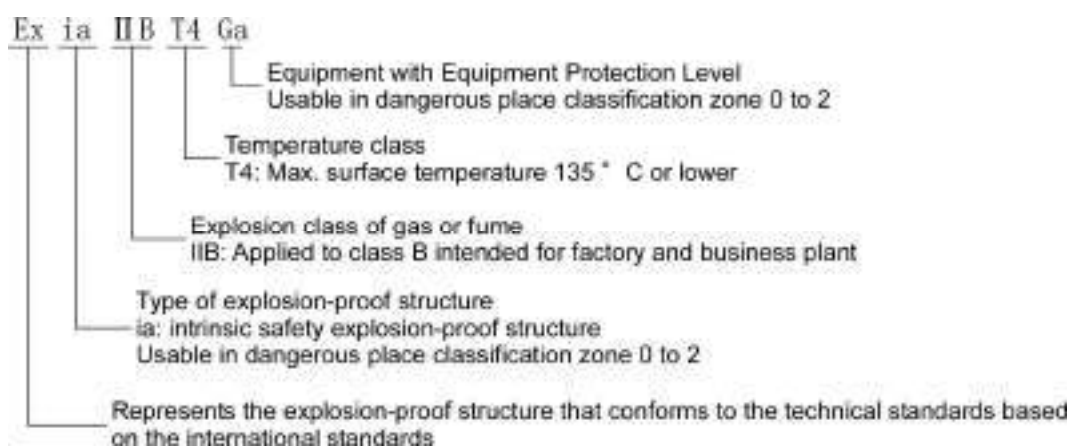 Ex ia ⅡB T4 Ga
Equipment with Equipment Protection Level
Usable in dangerous place classification zone 0 to 2
Temperature class
T4: Max. surface temperature 135 ° C or lower
Explosion class of gas or fume
IIB: Applied to class B intended for factory and business plant
Type of explosion-proof structure
ia: intrinsic safety explosion-proof structure
Usable in dangerous place classification zone 0 to 2
Represents the explosion-proof structure that conforms to the technical standards based
on the international standards